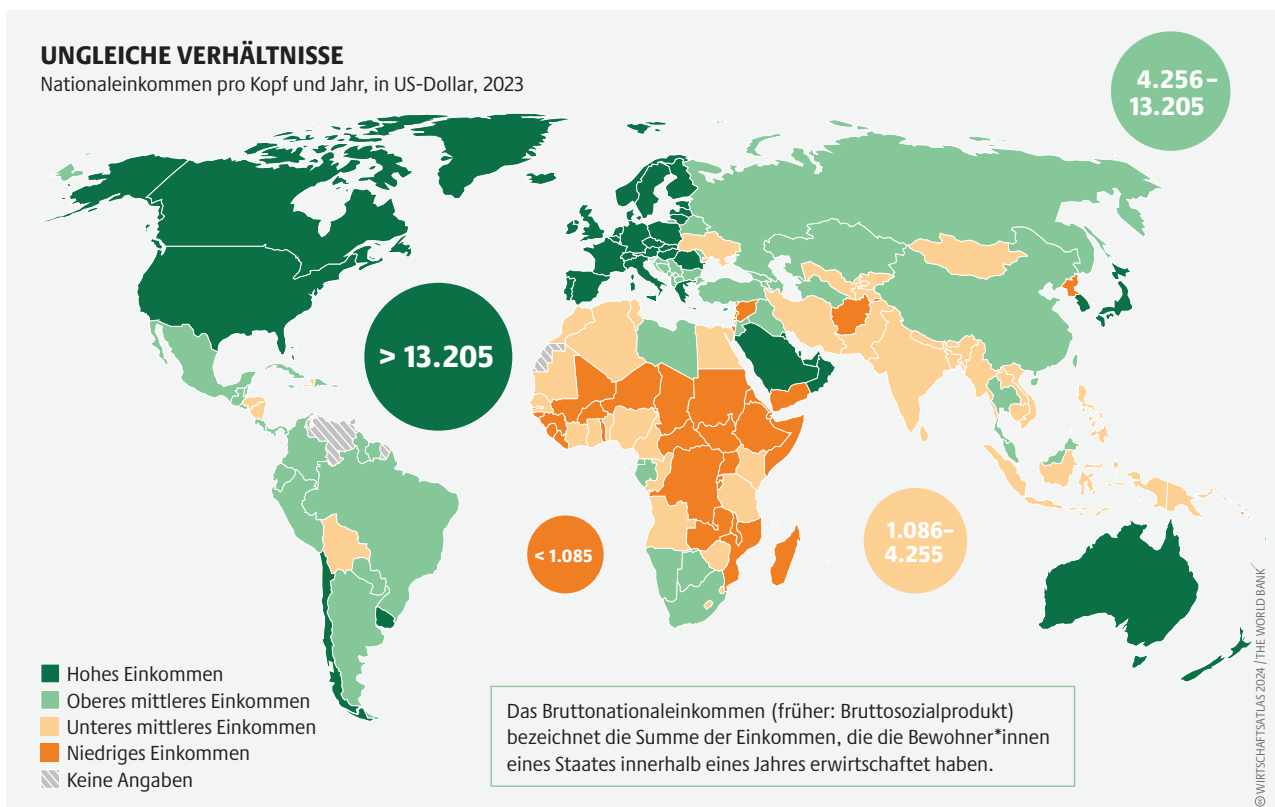 UNGLEICHE VERHÄLTNISSE
Nationaleinkommen pro Kopf und Jahr, in US-Dollar, 2023
4.256–
13.205
> 13.205
< 1.085
1.086–
4.255
Hohes Einkommen
Oberes mittleres Einkommen
Unteres mittleres Einkommen
Niedriges Einkommen
Keine Angaben
Das Bruttonationaleinkommen (früher: Bruttosozialprodukt)
bezeichnet die Summe der Einkommen, die die Bewohner*innen
eines Staates innerhalb eines Jahres erwirtschaftet haben.
WIRTSCHAFTSATLAS 2024 / THE WORLD BANK